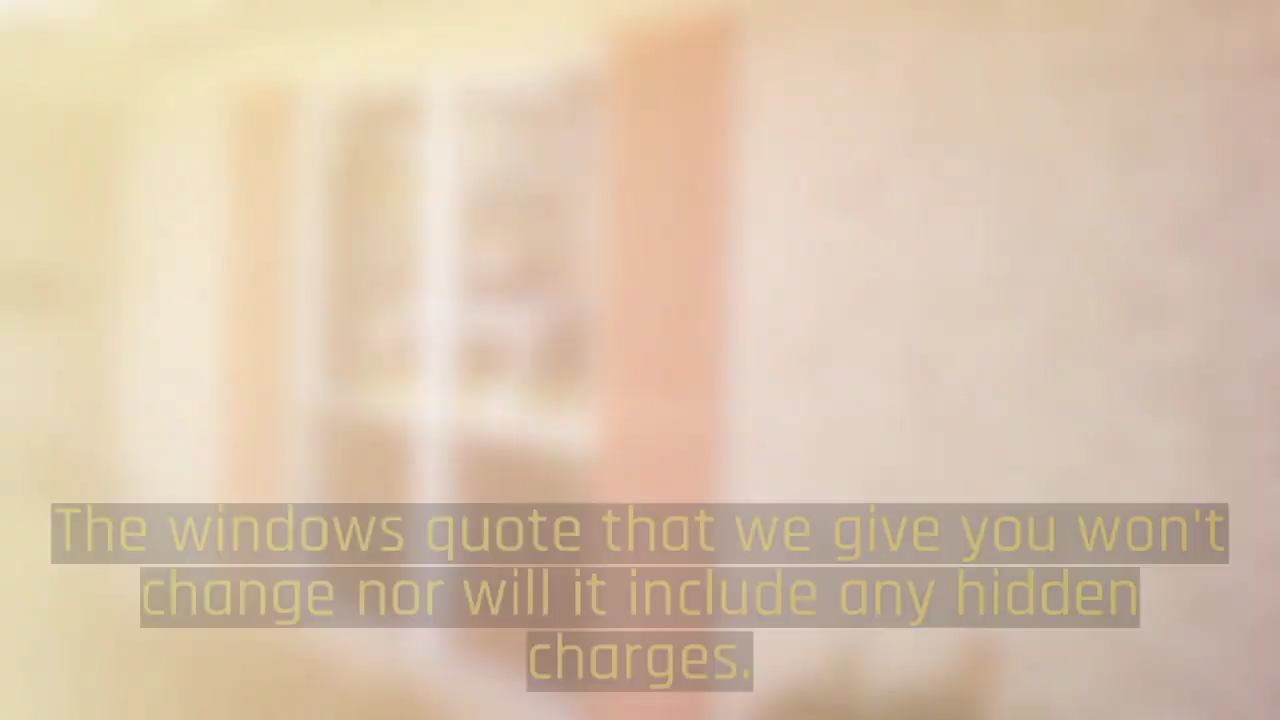 The windows quote that we give you won't
change nor will it include any hidden
charges.